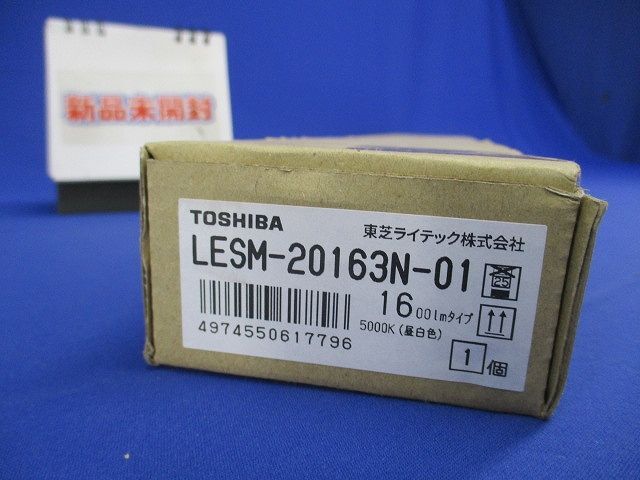 新品未開封
TOSHIBA
東芝ライテック株式会社
LESM-20163N-01
25
1600lmタイプ
5000K(昼白色)
4974550617796
1個